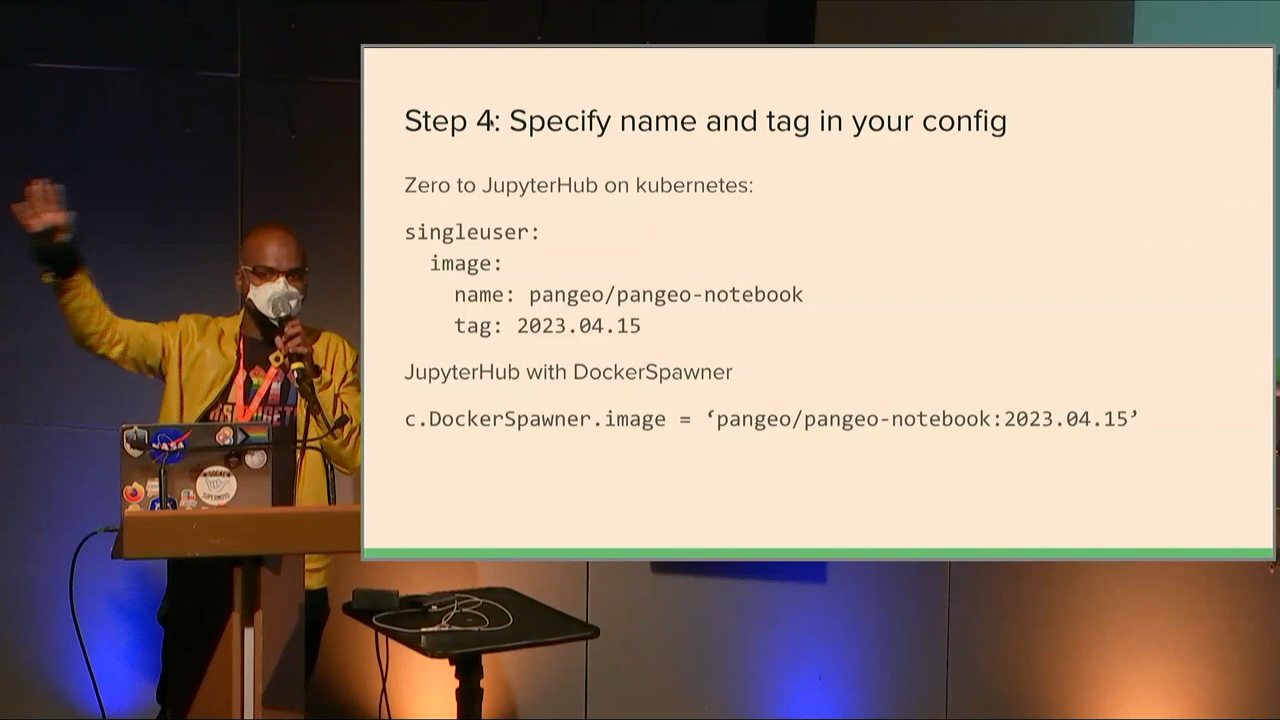 Step 4: Specify name and tag in your config
Zero to JupyterHub on kubernetes:
singleuser:
image:
name: pangeo/pangeo-notebook
tag: 2023.04.15
JupyterHub with DockerSpawner
c.DockerSpawner.image = ‘pangeo/pangeo-notebook:2023.04.15’
NASA
SUPERMOTO